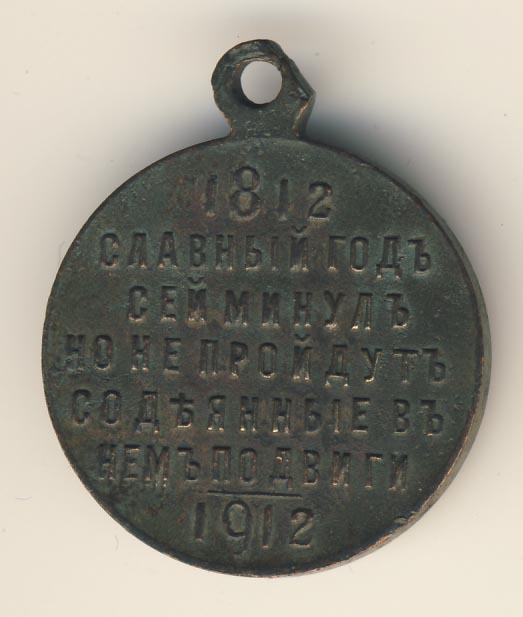 1812
СЛАВНЫЙ ГОДЪ
СЕЙ МИНУЛЪ
НО НЕ ПРОЙДУТЪ
СОДѢЯННЫЕ ВЪ
НЕМЪ ПОДВИГИ
1912